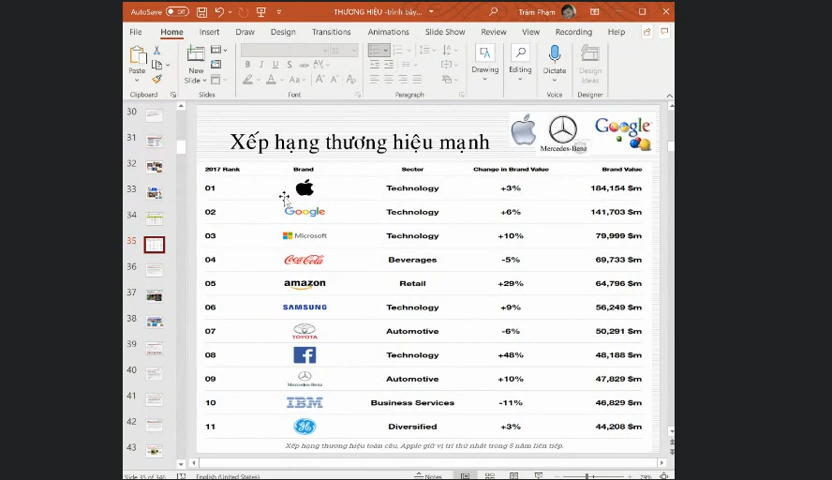 AutoSave Off THƯƠNG HIỆU -trình bày... Trâm Phạm
File Home Insert Draw Design Transitions Animations Slide Show Review View Recording Help
Paste New Slide Drawing Editing Dictate Design Ideas
Clipboard Slides Font Paragraph Voice Designer
30
31
32
33
34
35
36
37
38
39
40
41
42
43
Xếp hạng thương hiệu mạnh
Mercedes-Benz
Google
2017 Rank Brand Sector Change in Brand Value Brand Value
01 Technology +3% 184,154 $m
02 Google Technology +6% 141,703 $m
03 Microsoft Technology +10% 79,999 $m
04 Coca-Cola Beverages -5% 69,733 $m
05 amazon Retail +29% 64,796 $m
06 SAMSUNG Technology +9% 56,249 $m
07 TOYOTA Automotive -6% 50,291 $m
08 f Technology +48% 48,188 $m
09 Mercedes-Benz Automotive +10% 47,829 $m
10 IBM Business Services -11% 46,829 $m
11 GE Diversified +3% 44,208 $m
Xếp hạng thương hiệu toàn cầu, Apple giữ vị trí thứ nhất trong 5 năm liên tiếp.
Slide 35 of 346 English (United States) Notes 79%